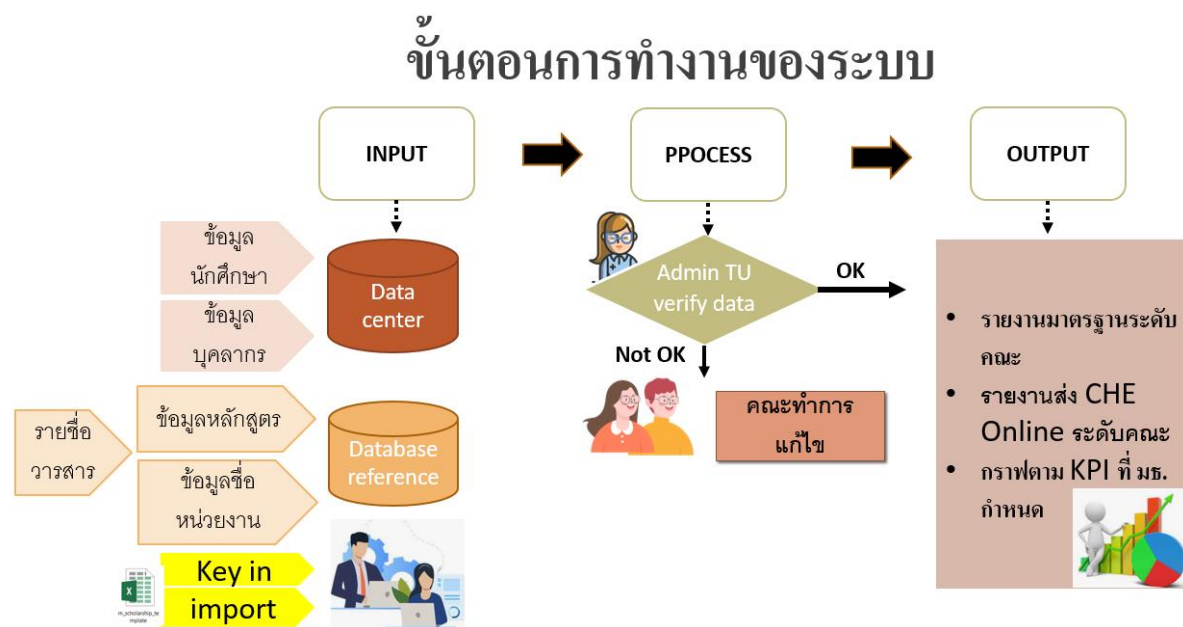 ขั้นตอนการทำงานของระบบ
INPUT
PPOCESS
OUTPUT
ข้อมูล
นักศึกษา
ข้อมูล
บุคลากร
Data
center
รายชื่อ
วารสาร
ข้อมูลหลักสูตร
ข้อมูลชื่อ
หน่วยงาน
Database
reference
Key in
import
m_scholarship_te
mplate
Admin TU
verify data
OK
Not OK
คณะทำการ
แก้ไข
• รายงานมาตรฐานระดับ
คณะ
• รายงานส่ง CHE
Online ระดับคณะ
• กราฟตาม KPI ที่ มธ.
กำหนด